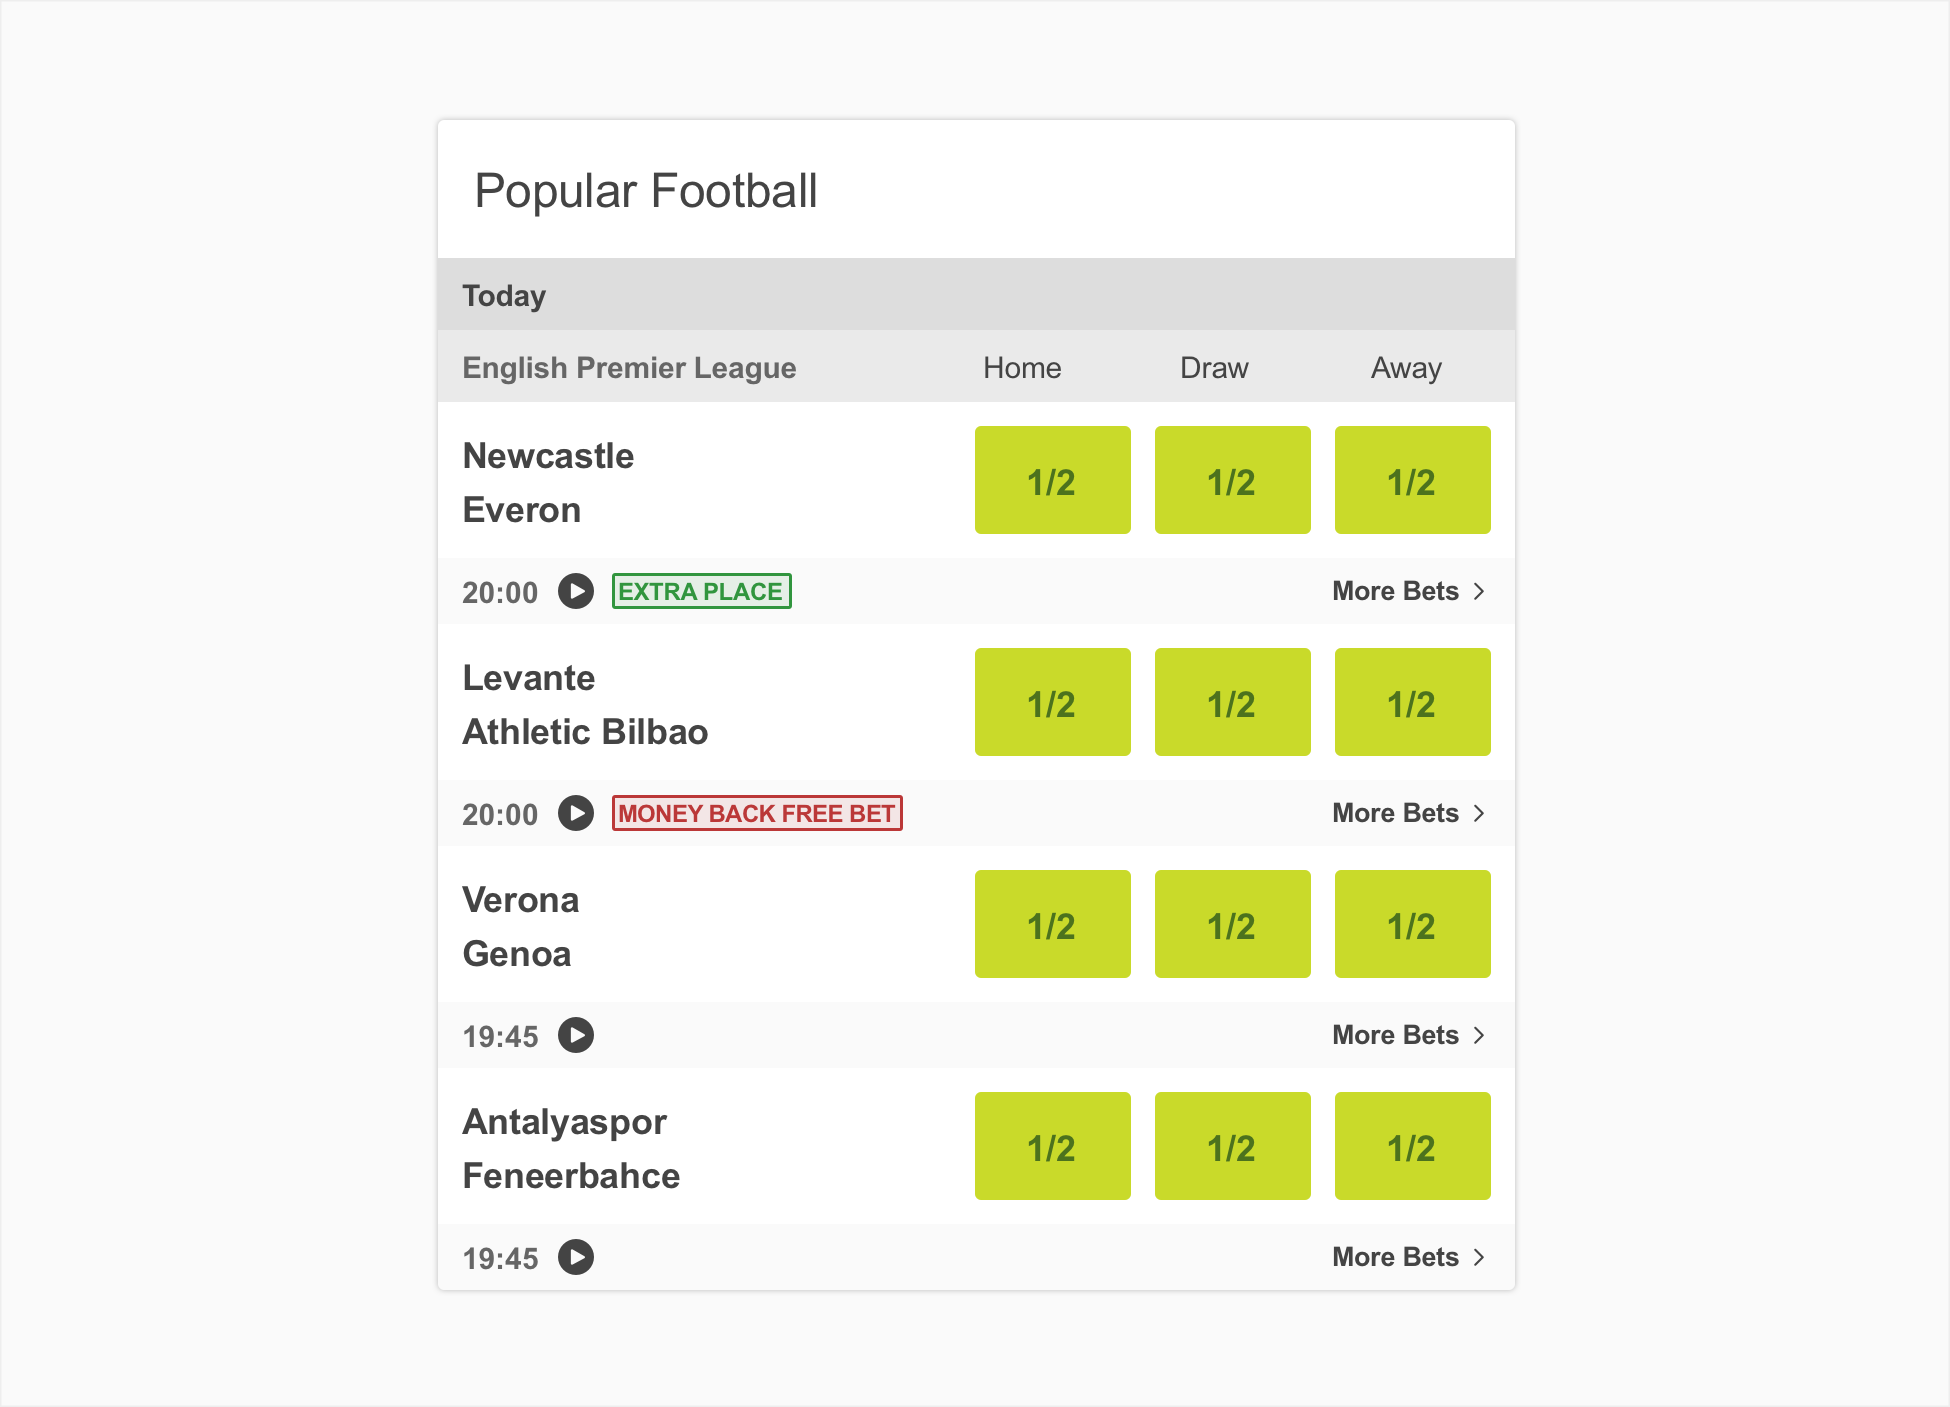 Popular Football
Today
English Premier League Home Draw Away
Newcastle
Everon
1/2 1/2 1/2
20:00 EXTRA PLACE More Bets
Levante
Athletic Bilbao
1/2 1/2 1/2
20:00 MONEY BACK FREE BET More Bets
Verona
Genoa
1/2 1/2 1/2
19:45 More Bets
Antalyaspor
Feneerbahce
1/2 1/2 1/2
19:45 More Bets